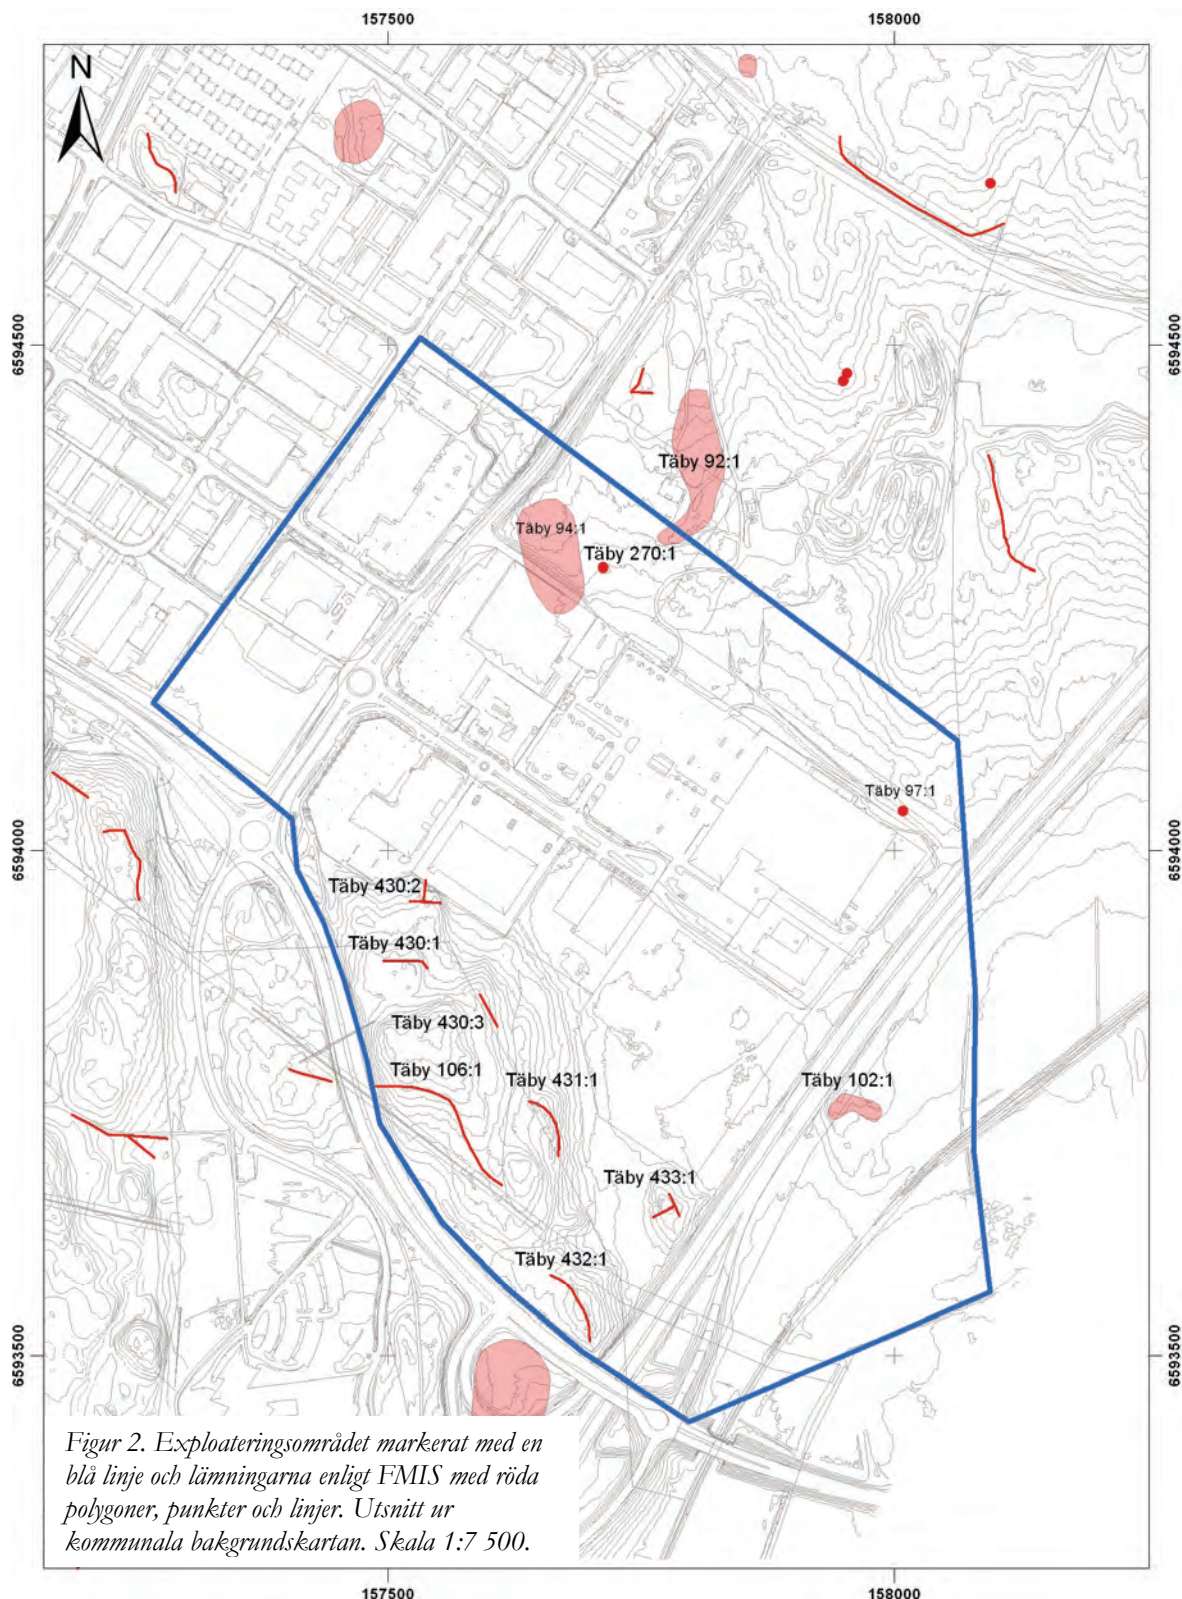 157500
158000
N
6594500
6594500
Täby 92:1
Täby 94:1
Täby 270:1
Täby 97:1
6594000
6594000
Täby 430:2
Täby 430:1
Täby 430:3
Täby 106:1
Täby 431:1
Täby 102:1
Täby 433:1
Täby 432:1
6593500
6593500
Figur 2. Exploateringsområdet markerat med en
blå linje och lämningarna enligt FMIS med röda
polygoner, punkter och linjer. Utsnitt ur
kommunala bakgrundskartan. Skala 1:7 500.
157500
158000